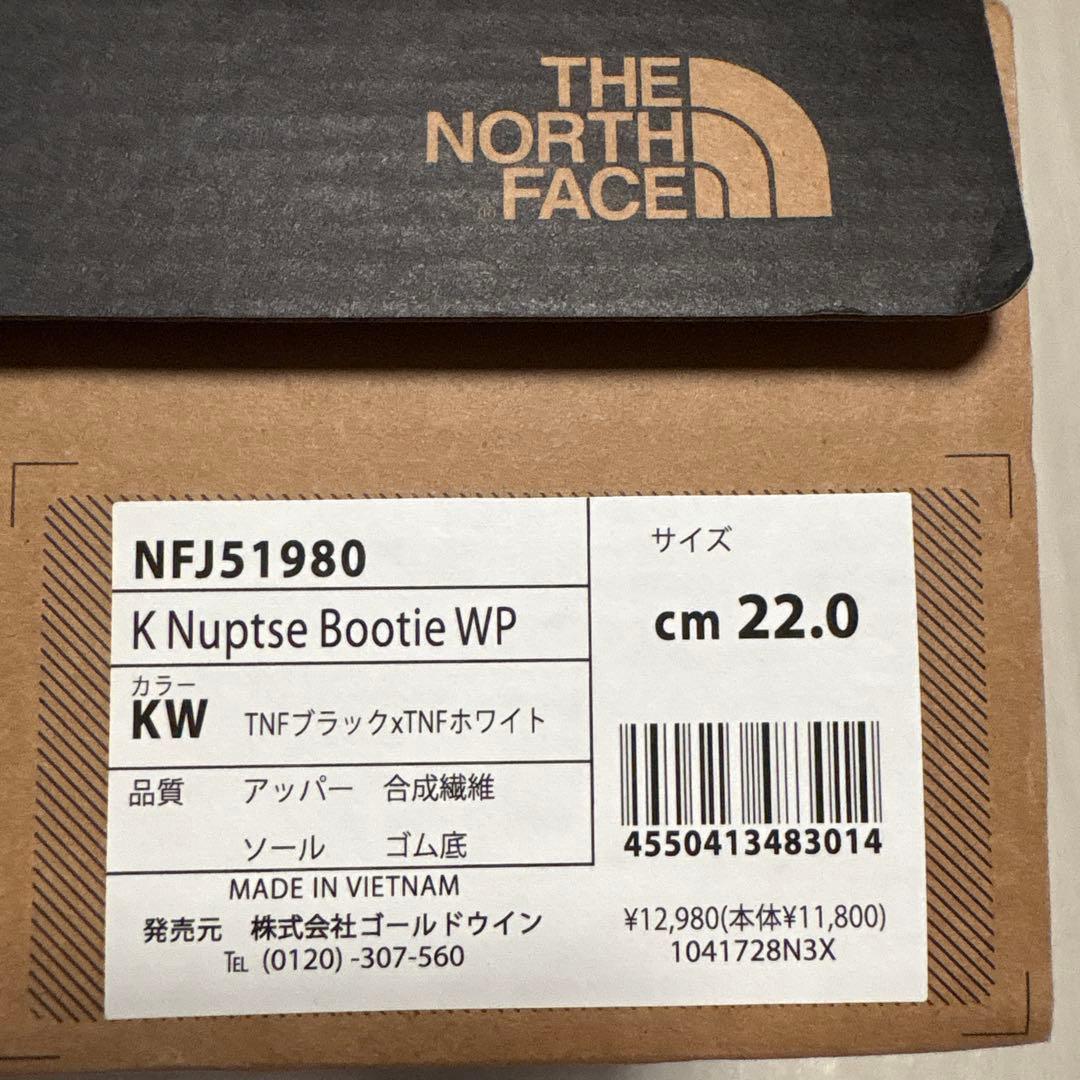 THE
NORTH
FACE
NFJ51980
K Nuptse Bootie WP
カラー
KW TNFブラックxTNFホワイト
品質 アッパー 合成繊維
ソール ゴム底
MADE IN VIETNAM
発売元 株式会社ゴールドウイン
TEL (0120) -307-560
サイズ
cm 22.0
4550413483014
¥12,980(本体¥11,800)
1041728N3X